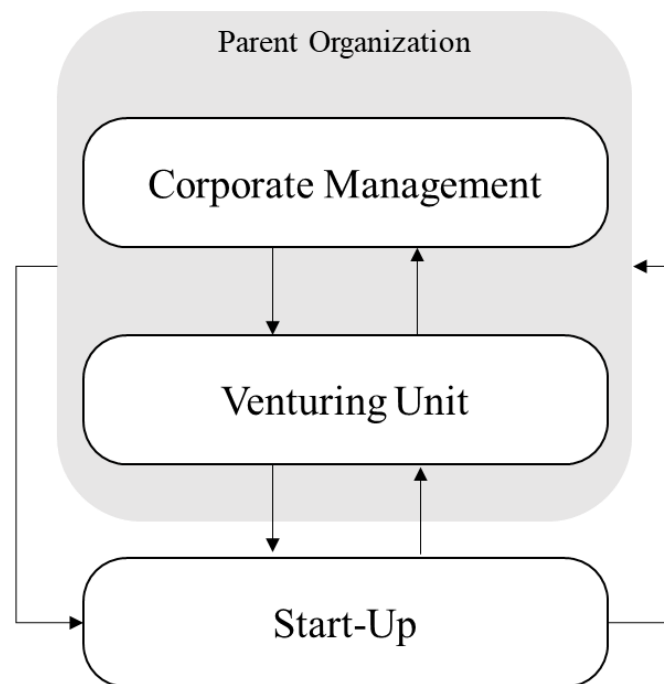 Parent Organization
Corporate Management
Venturing Unit
Start-Up